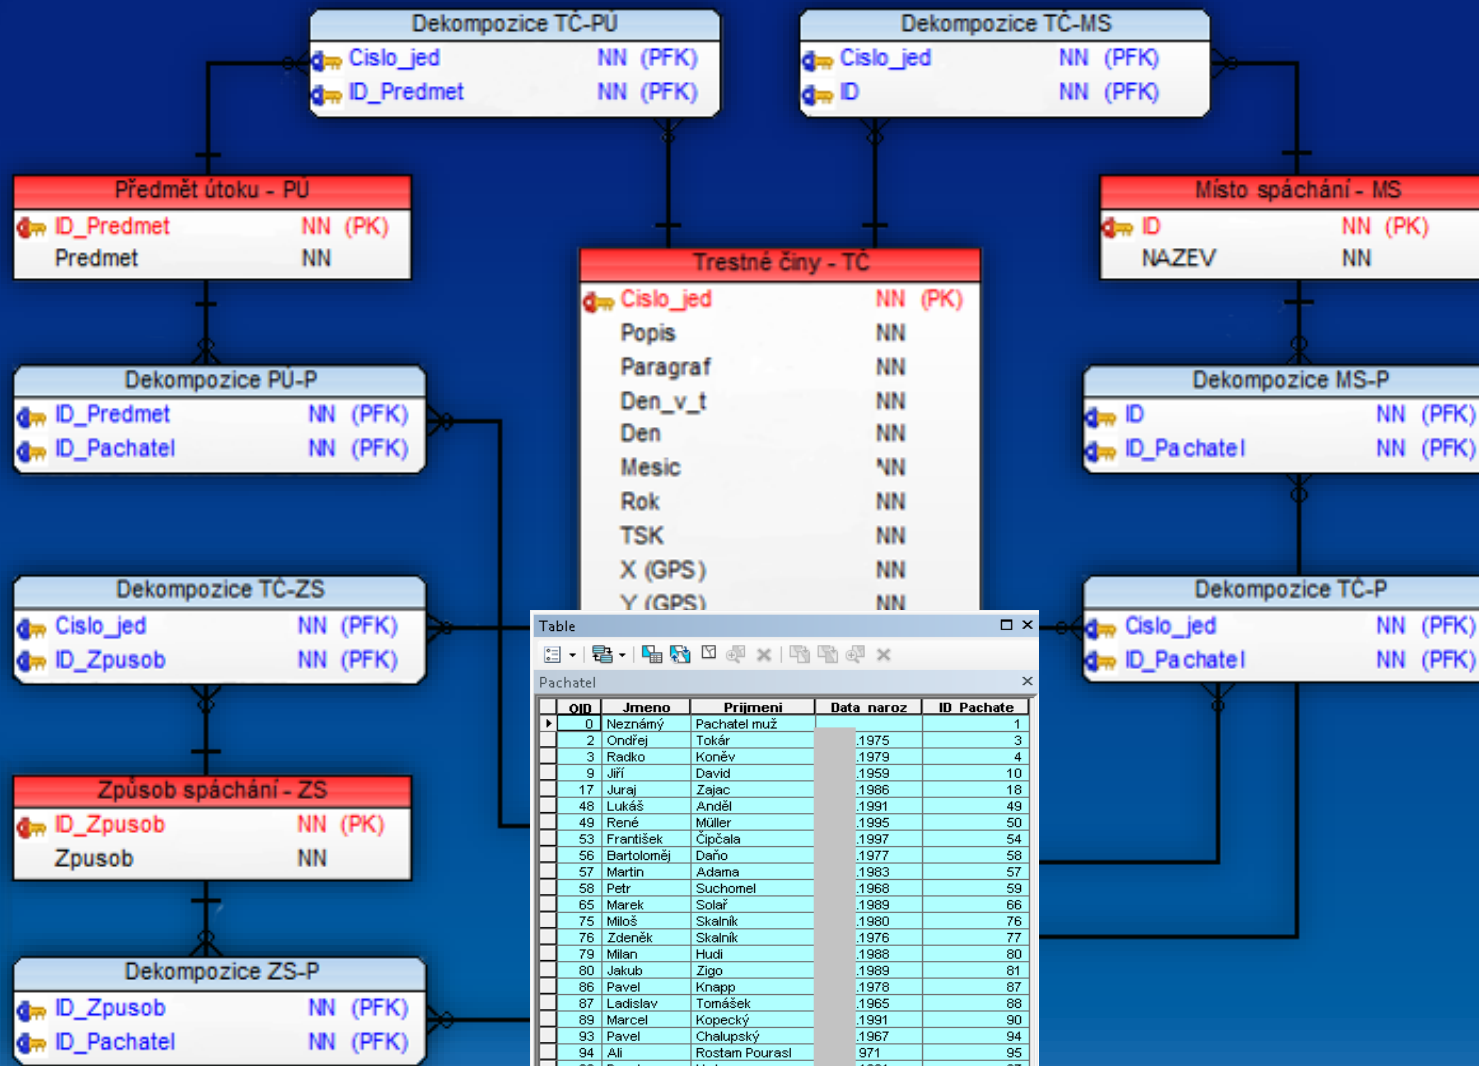 Dekompozice TČ-PÚ
Cislo_jed NN (PFK)
ID_Predmet NN (PFK)
Dekompozice TČ-MS
Cislo_jed NN (PFK)
ID NN (PFK)
Předmět útoku - PÚ
ID_Predmet NN (PK)
Predmet NN
Místo spáchání - MS
ID NN (PK)
NAZEV NN
Trestné činy - TČ
Cislo_jed NN (PK)
Popis NN
Paragraf NN
Den_v_t NN
Den NN
Mesic NN
Rok NN
TSK NN
X (GPS) NN
Y (GPS) NN
Dekompozice PÚ-P
ID_Predmet NN (PFK)
ID_Pachatel NN (PFK)
Dekompozice MS-P
ID NN (PFK)
ID_Pachatel NN (PFK)
Dekompozice TČ-ZS
Cislo_jed NN (PFK)
ID_Zpusob NN (PFK)
Dekompozice TČ-P
Cislo_jed NN (PFK)
ID_Pachatel NN (PFK)
Způsob spáchání - ZS
ID_Zpusob NN (PK)
Zpusob NN
Dekompozice ZS-P
ID_Zpusob NN (PFK)
ID_Pachatel NN (PFK)
Table
Pachatel
OID Jmeno Prijmeni Data_naroz ID_Pachate
0 Neznámý Pachatel muž 1
2 Ondřej Tokár .1975 3
3 Radko Koněv .1979 4
9 Jiří David .1959 10
17 Juraj Zajac .1986 18
48 Lukáš Anděl .1991 49
49 René Müller .1995 50
53 František Čipčala .1997 54
56 Bartoloměj Daňo .1977 58
57 Martin Adama .1983 57
58 Petr Suchomel .1968 59
65 Marek Solař .1989 66
75 Miloš Skalník .1980 76
76 Zdeněk Skalník .1976 77
79 Milan Hudi .1988 80
80 Jakub Zigo .1989 81
86 Pavel Knapp .1978 87
87 Ladislav Tomášek .1965 88
89 Marcel Kopecký .1991 90
93 Pavel Chalupský .1967 94
94 Ali Rostam Pourasl 971 95